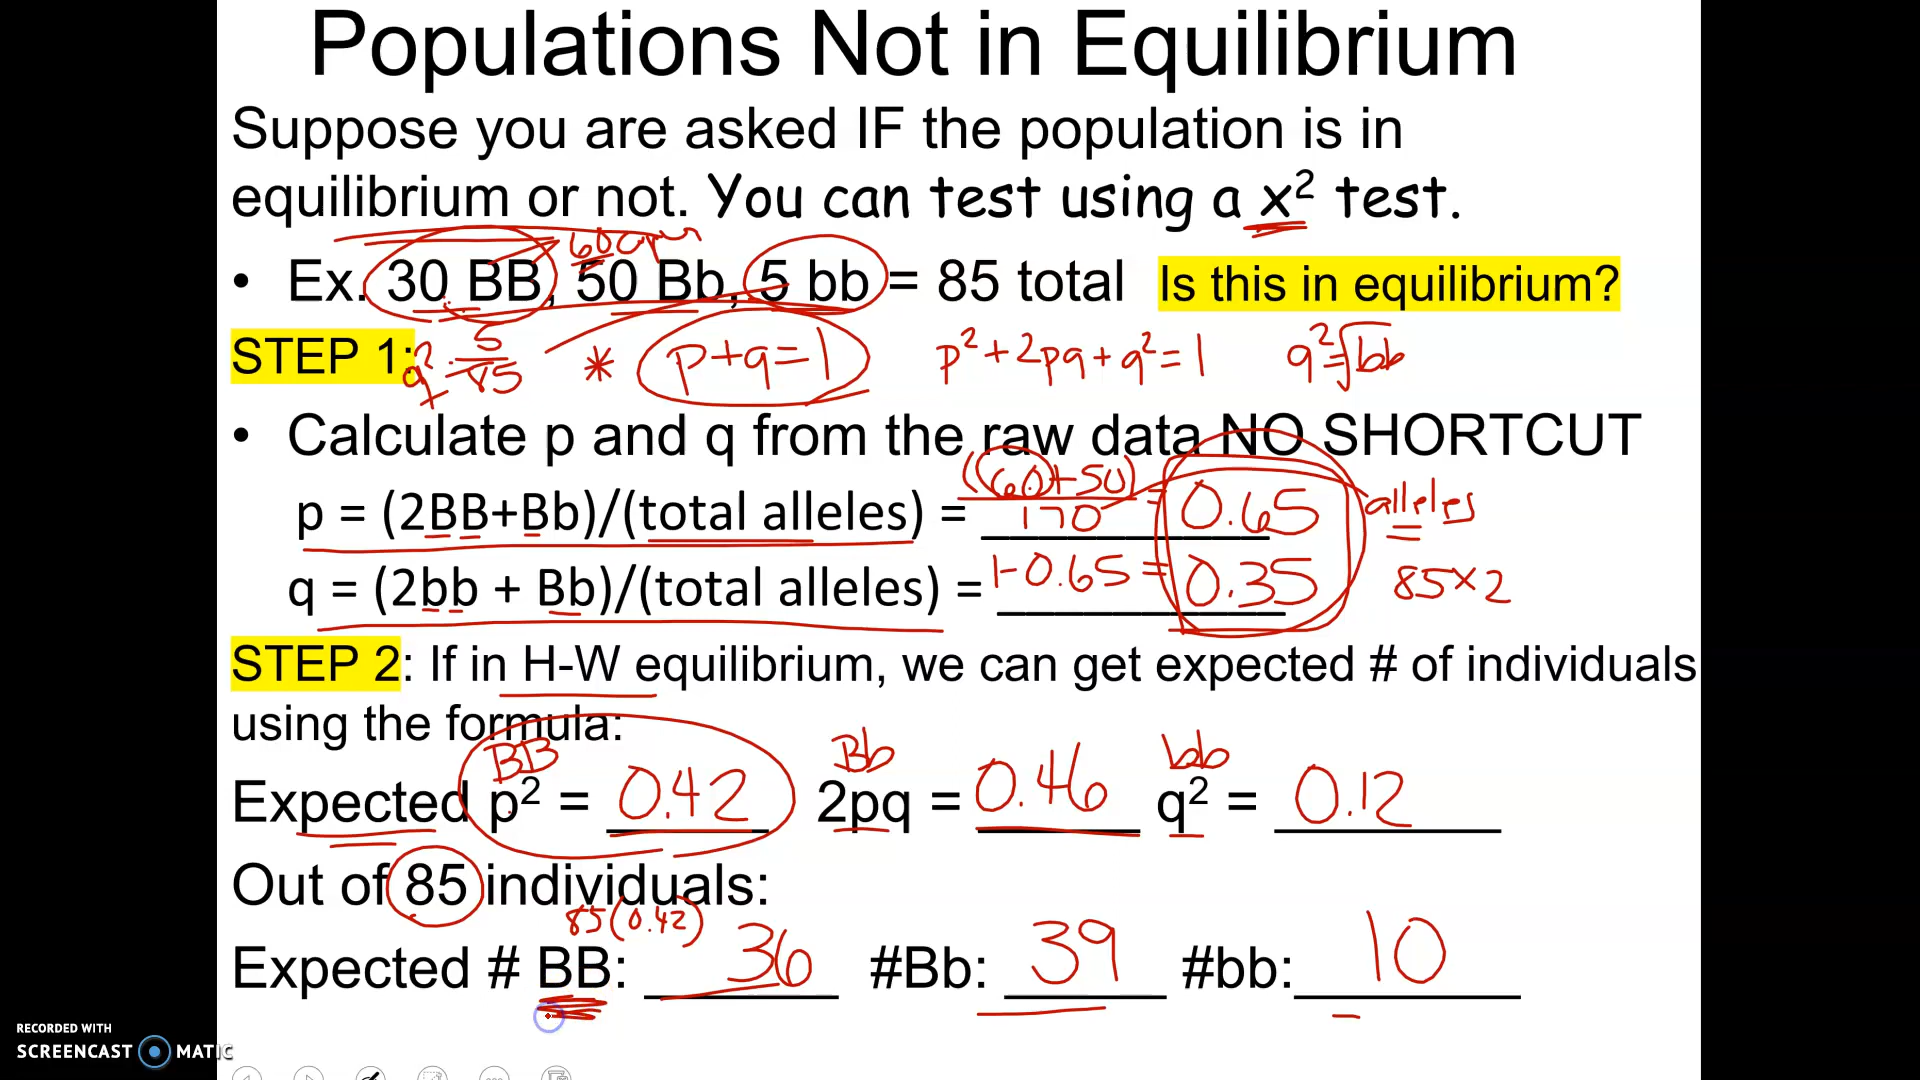 Populations Not in Equilibrium
Suppose you are asked IF the population is in
equilibrium or not. You can test using a x² test.
• Ex. 30 BB, 50 Bb, 5 bb = 85 total Is this in equilibrium?
STEP 1: q² = 5/85 * p+q=1 p²+2pq+q²=1 q²=√bb
• Calculate p and q from the raw data NO SHORTCUT
p = (2BB+Bb)/(total alleles) = (60+50)/170 = 0.65 alleles
q = (2bb + Bb)/(total alleles) = 1-0.65 = 0.35 85×2
STEP 2: If in H-W equilibrium, we can get expected # of individuals
using the formula:
BB Bb bb
Expected p² = 0.42 2pq = 0.46 q² = 0.12
Out of 85 individuals:
85(0.42)
Expected # BB: 36 #Bb: 39 #bb: 10
RECORDED WITH
SCREENCAST MATIC